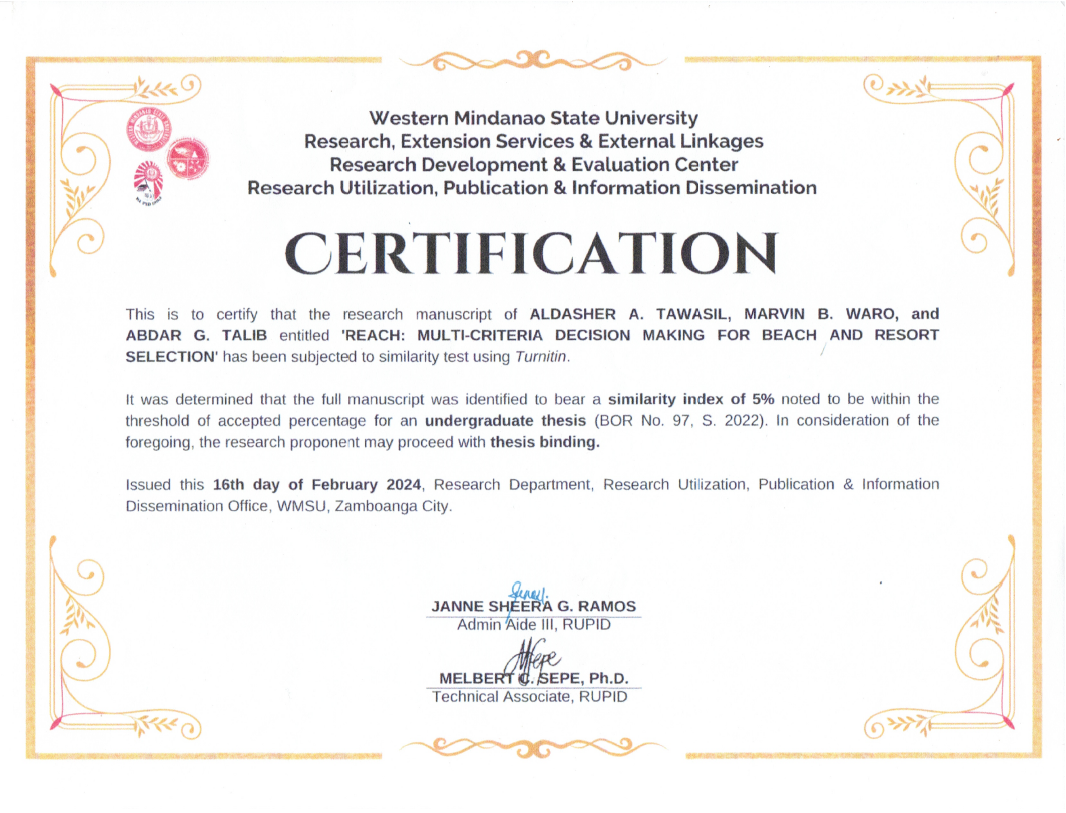 Western Mindanao State University
Research, Extension Services & External Linkages
Research Development & Evaluation Center
Research Utilization, Publication & Information Dissemination
CERTIFICATION
This is to certify that the research manuscript of ALDASHER A. TAWASIL, MARVIN B. WARO, and
ABDAR G. TALIB entitled 'REACH: MULTI-CRITERIA DECISION MAKING FOR BEACH AND RESORT
SELECTION' has been subjected to similarity test using Turnitin.
It was determined that the full manuscript was identified to bear a similarity index of 5% noted to be within the
threshold of accepted percentage for an undergraduate thesis (BOR No. 97, S. 2022). In consideration of the
foregoing, the research proponent may proceed with thesis binding.
Issued this 16th day of February 2024, Research Department, Research Utilization, Publication & Information
Dissemination Office, WMSU, Zamboanga City.
JANNE SHEERA G. RAMOS
Admin Aide III, RUPID
MELBERT C. SEPE, Ph.D.
Technical Associate, RUPID